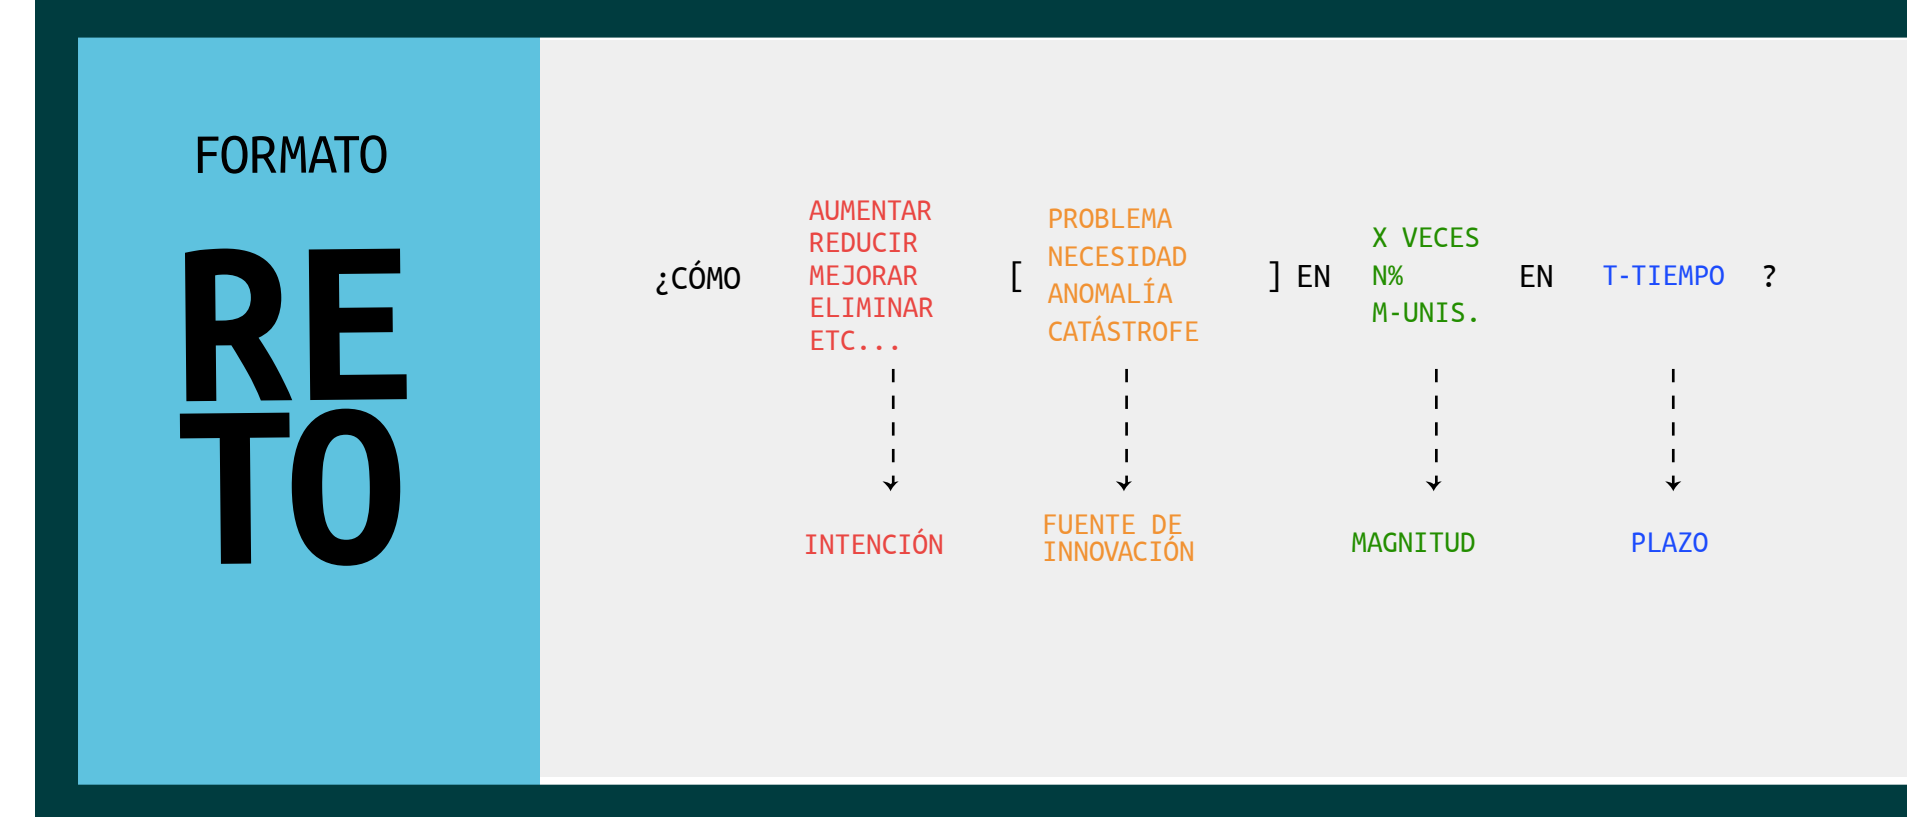 FORMATO
RE
TO
¿CÓMO
AUMENTAR
REDUCIR
MEJORAR
ELIMINAR
ETC...
[
PROBLEMA
NECESIDAD
ANOMALÍA
CATÁSTROFE
] EN
X VECES
N%
M-UNIS.
EN
T-TIEMPO
?
INTENCIÓN
FUENTE DE
INNOVACIÓN
MAGNITUD
PLAZO